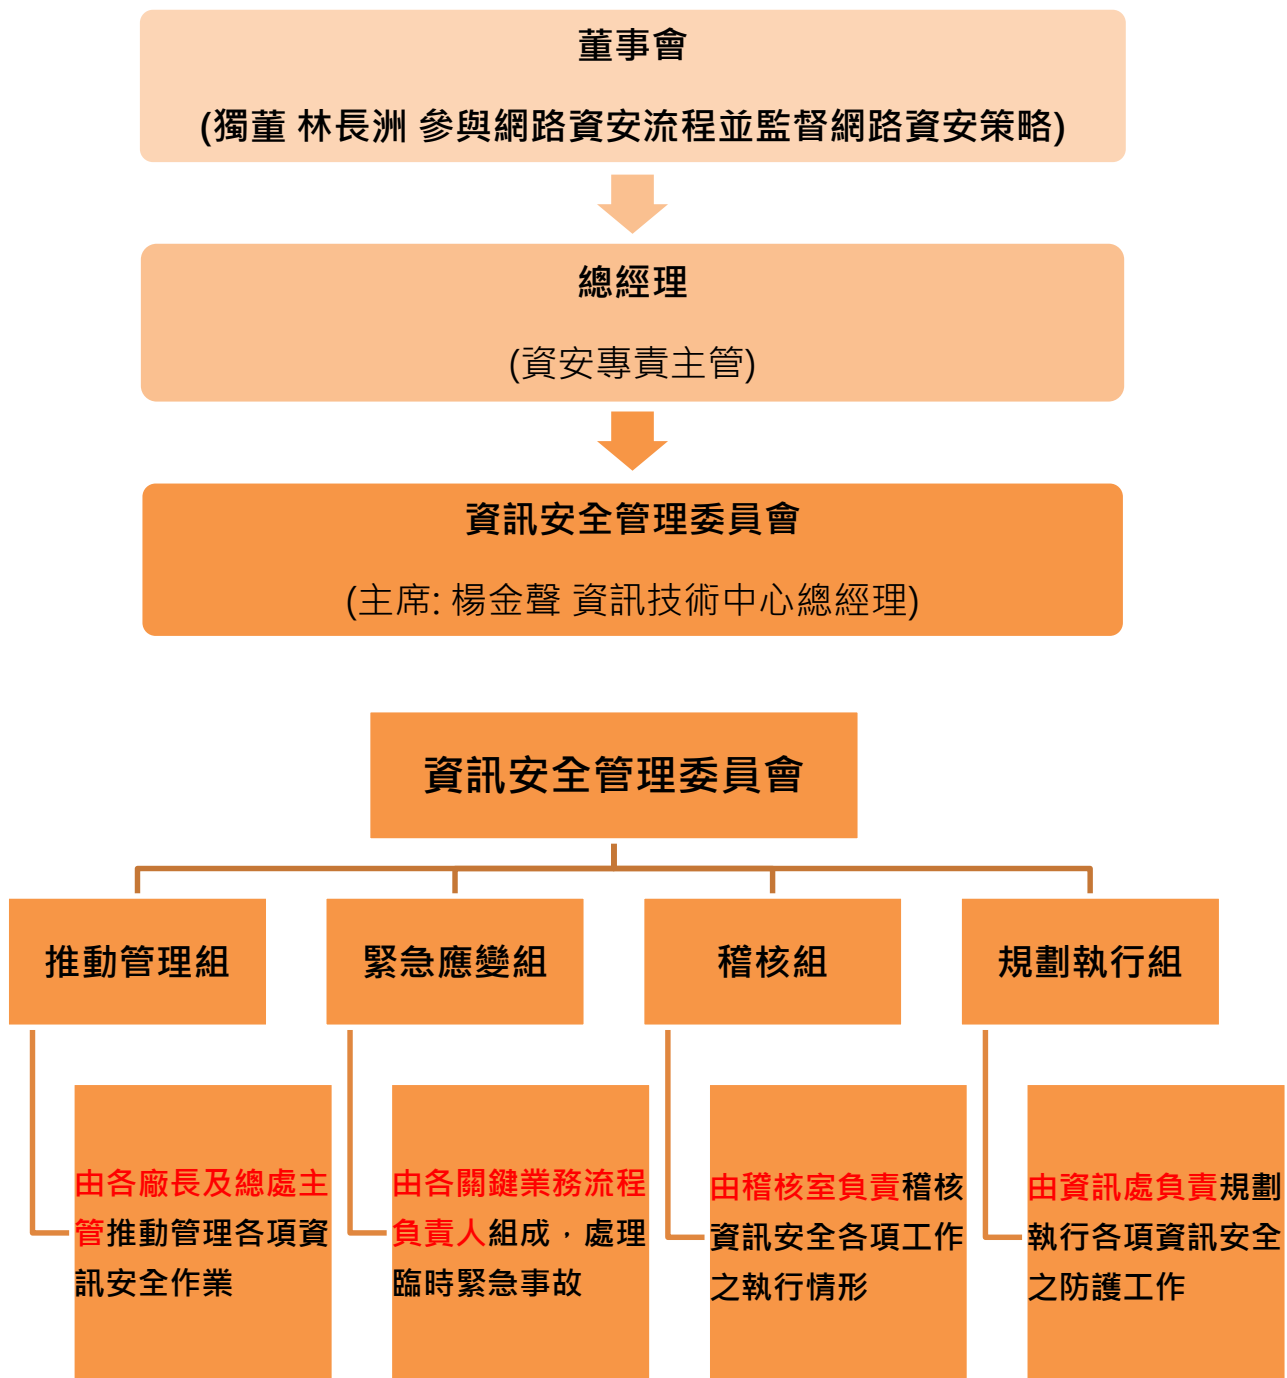 董事會
(獨董 林長洲 參與網路資安流程並監督網路資安策略)
總經理
(資安專責主管)
資訊安全管理委員會
(主席: 楊金聲 資訊技術中心總經理)
資訊安全管理委員會
推動管理組
緊急應變組
稽核組
規劃執行組
由各廠長及總處主
管推動管理各項資
訊安全作業
由各關鍵業務流程
負責人組成，處理
臨時緊急事故
由稽核室負責稽核
資訊安全各項工作
之執行情形
由資訊處負責規劃
執行各項資訊安全
之防護工作